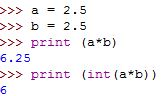 >>> a = 2.5
>>> b = 2.5
>>> print (a*b)
6.25
>>> print (int(a*b))
6